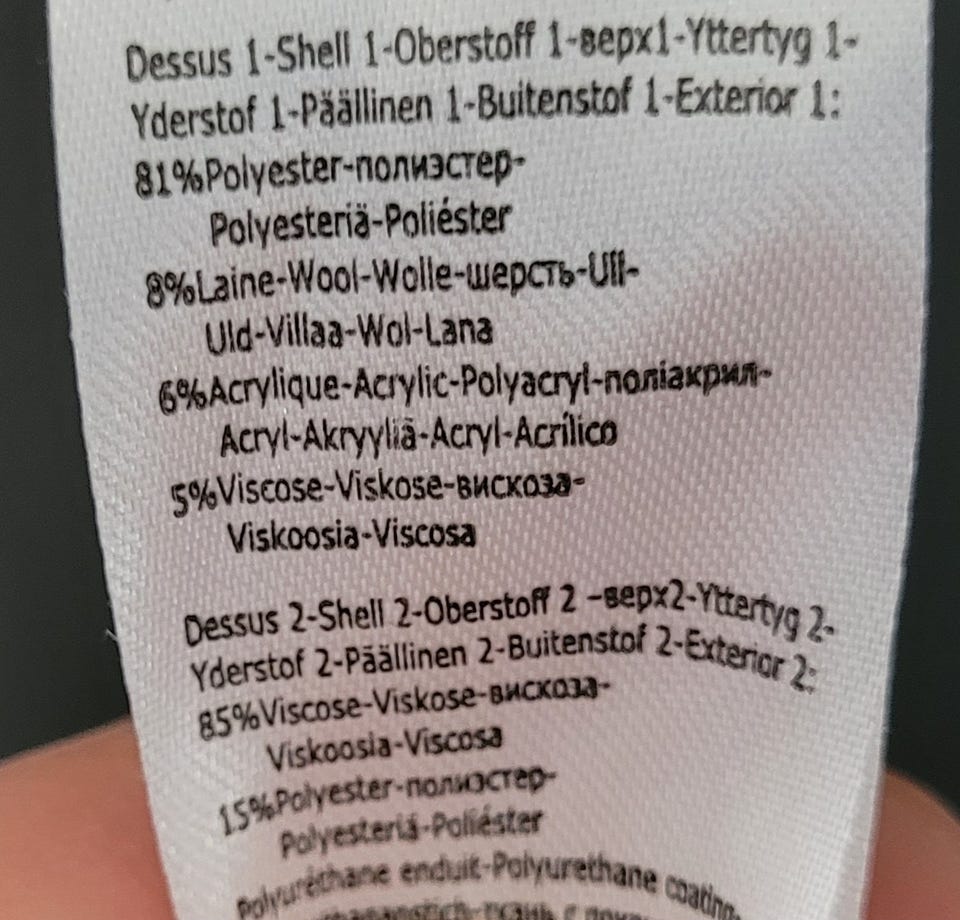 Dessus 1-Shell 1-Oberstoff 1-верх1-Yttertyg 1-
Yderstof 1-Päällinen 1-Buitenstof 1-Exterior 1:
81%Polyester-полиэстер-
Polyesteriä-Poliéster
8%Laine-Wool-Wolle-шерсть-Ull-
Uld-Villaa-Wol-Lana
6%Acrylique-Acrylic-Polyacryl-поліакрил-
Acryl-Akryyliä-Acryl-Acrílico
5%Viscose-Viskose-вискоза-
Viskoosia-Viscosa
Dessus 2-Shell 2-Oberstoff 2 –верх2-Yttertyg 2-
Yderstof 2-Päällinen 2-Buitenstof 2-Exterior 2:
85%Viscose-Viskose-вискоза-
Viskoosia-Viscosa
15%Polyester-полиэстер-
Polyesteriä-Poliéster
Polyuréthane enduit-Polyurethane coating-